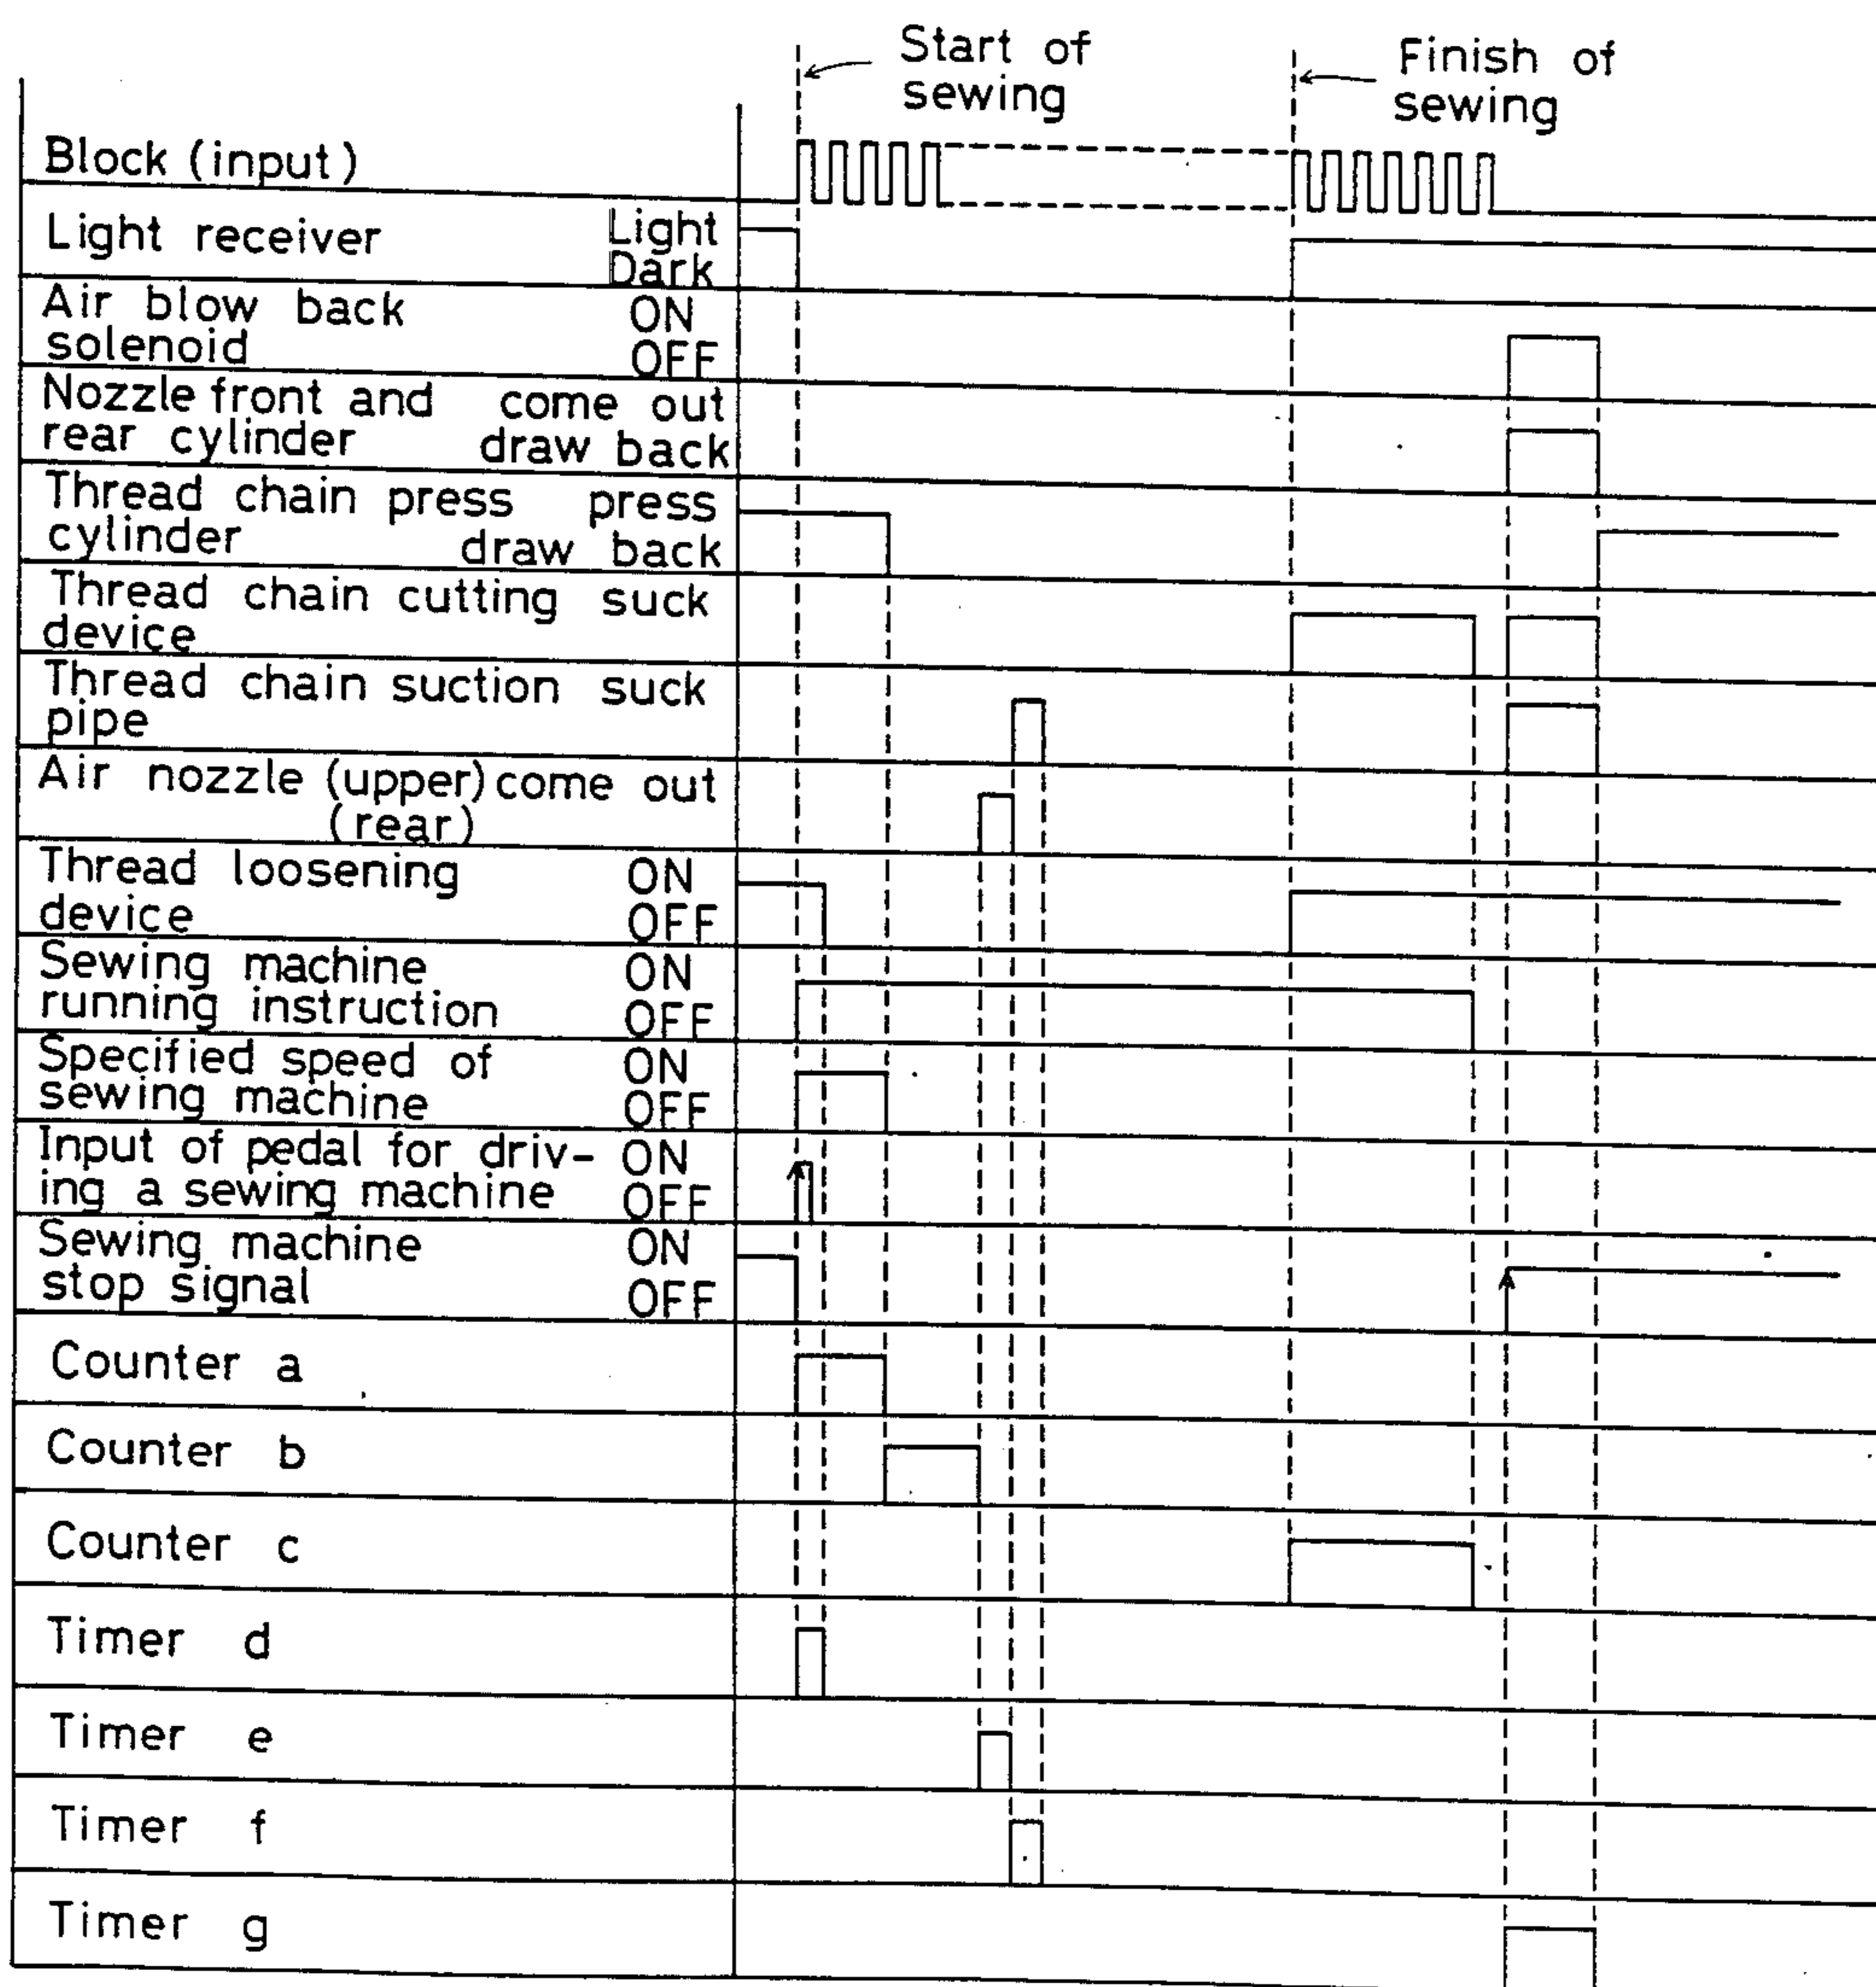 Start of
sewing
Finish of
sewing
Block (input)
Light receiver Light
Dark
Air blow back ON
solenoid OFF
Nozzle front and come out
rear cylinder draw back
Thread chain press press
cylinder draw back
Thread chain cutting suck
device
Thread chain suction suck
pipe
Air nozzle (upper) come out
(rear)
Thread loosening ON
device OFF
Sewing machine ON
running instruction OFF
Specified speed of ON
sewing machine OFF
Input of pedal for driv- ON
ing a sewing machine OFF
Sewing machine ON
stop signal OFF
Counter a
Counter b
Counter c
Timer d
Timer e
Timer f
Timer g